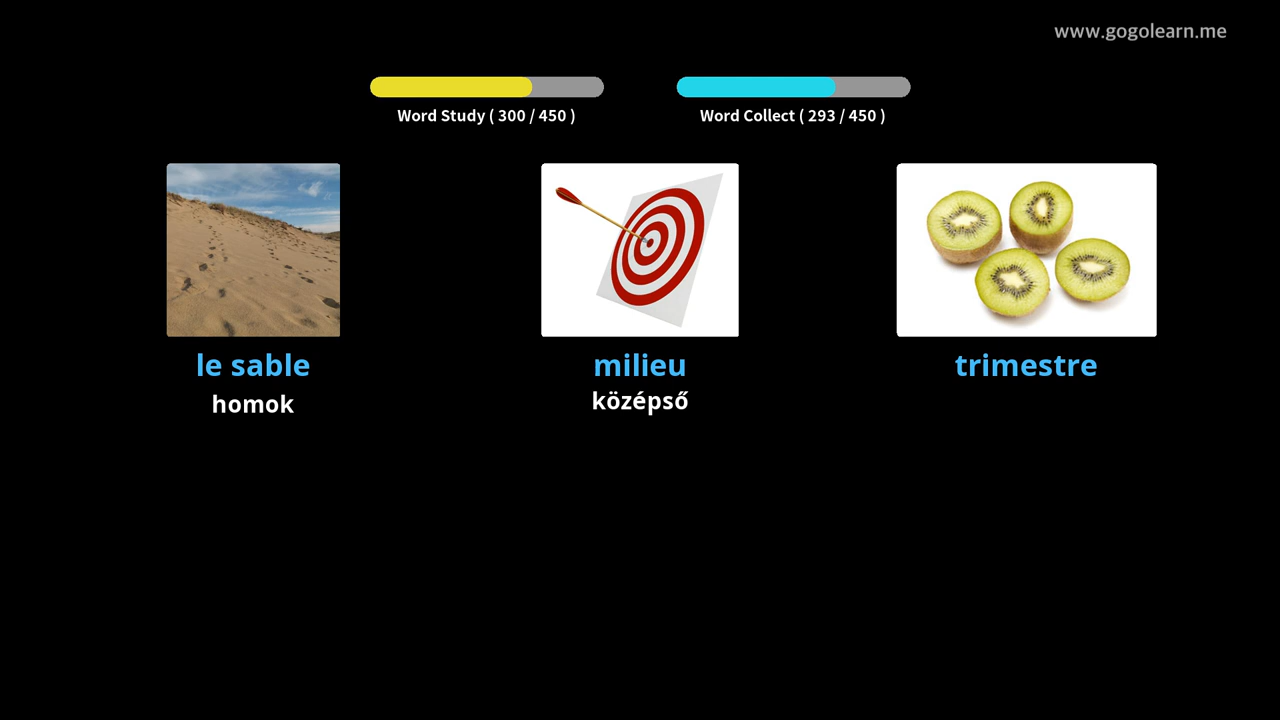 www.gogolearn.me
Word Study ( 300 / 450 )
Word Collect ( 293 / 450 )
le sable
homok
milieu
középső
trimestre